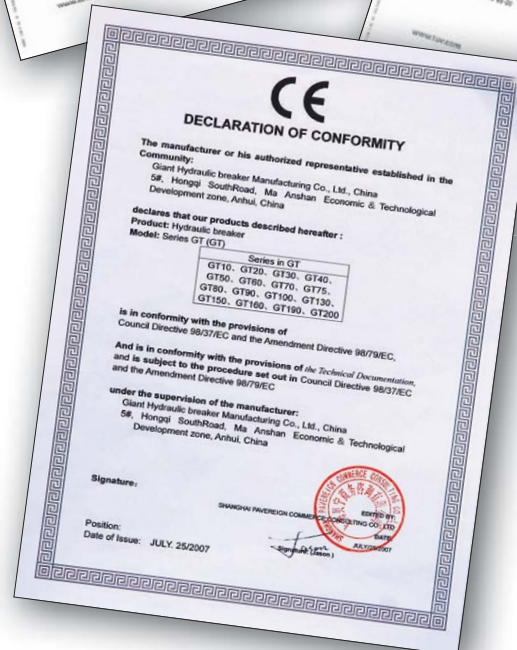 www.tuv.com
CE
DECLARATION OF CONFORMITY
The manufacturer or his authorized representative established in the
Community:
Giant Hydraulic breaker Manufacturing Co., Ltd., China
5#, Hongqi SouthRoad, Ma Anshan Economic & Technological
Development zone, Anhui, China
declares that our products described hereafter :
Product: Hydraulic breaker
Model: Series GT (GT)
Series in GT
GT10、GT20、GT30、GT40、
GT50、GT60、GT70、GT75、
GT80、GT90、GT100、GT130、
GT150、GT160、GT190、GT200
is in conformity with the provisions of
Council Directive 98/37/EC and the Amendment Directive 98/79/EC,
And is in conformity with the provisions of the Technical Documentation,
and is subject to the procedure set out in Council Directive 98/37/EC
and the Amendment Directive 98/79/EC
under the supervision of the manufacturer:
Giant Hydraulic breaker Manufacturing Co., Ltd., China
5#, Hongqi SouthRoad, Ma Anshan Economic & Technological
Development zone, Anhui, China
Signature:
EDITED BY:
SHANGHAI PAVEREIGN COMMERCE CONSULTING CO., LTD
DATE:
JULY/25/2007
Signature: (Jason)
Position:
Date of Issue: JULY. 25/2007